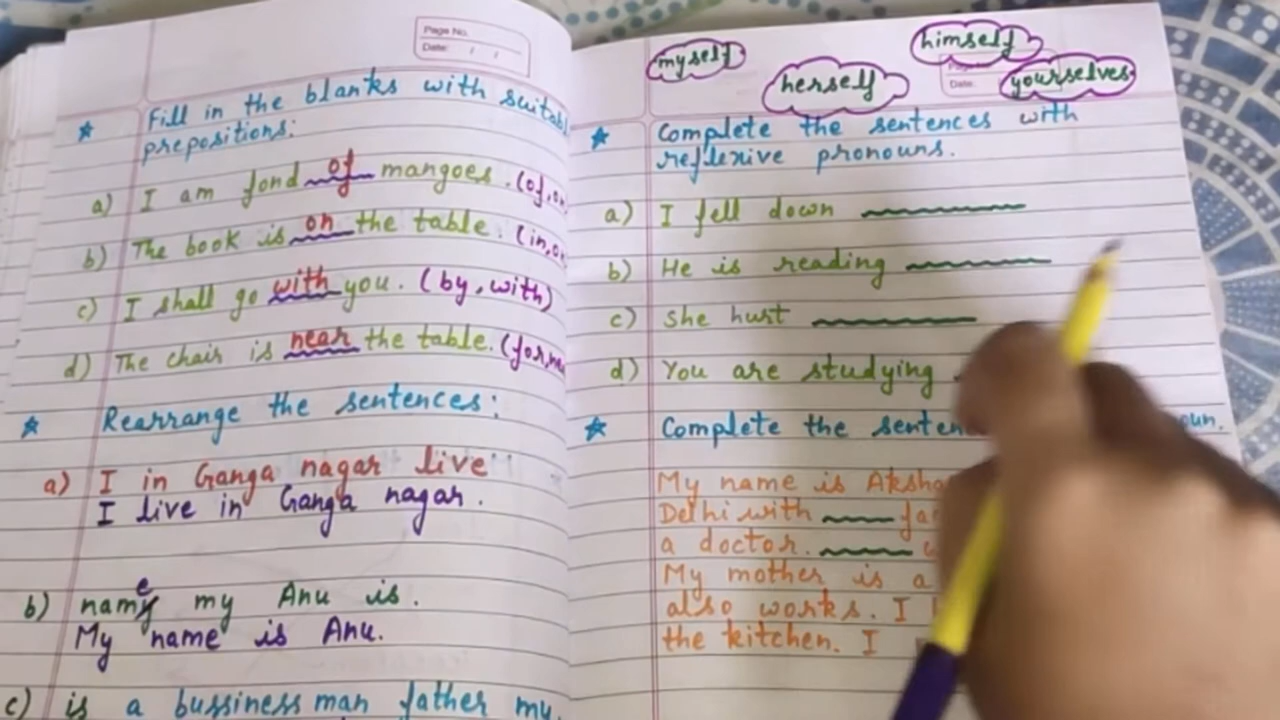 Page No.
Date: / /
Fill in the blanks with
prepositions:
a) I am fond of mangoes. (of,
b) The book is on the table. (in,
c) I shall go with you. (by, with)
d) The chair is near the table. (for,
Rearrange the sentences:
a) I in Ganga nagar live
I live in Ganga nagar.
b) name my Anu is.
My name is Anu.
c) is a bussiness man father my
myself
herself
himself
yourselves
Date:
Complete the sentences with
reflexive pronouns.
a) I fell down
b) He is reading
c) She hurt
d) You are studying
Complete the
My name is
Delhi with
a doctor.
My mother is a
also works. I
the kitchen. I